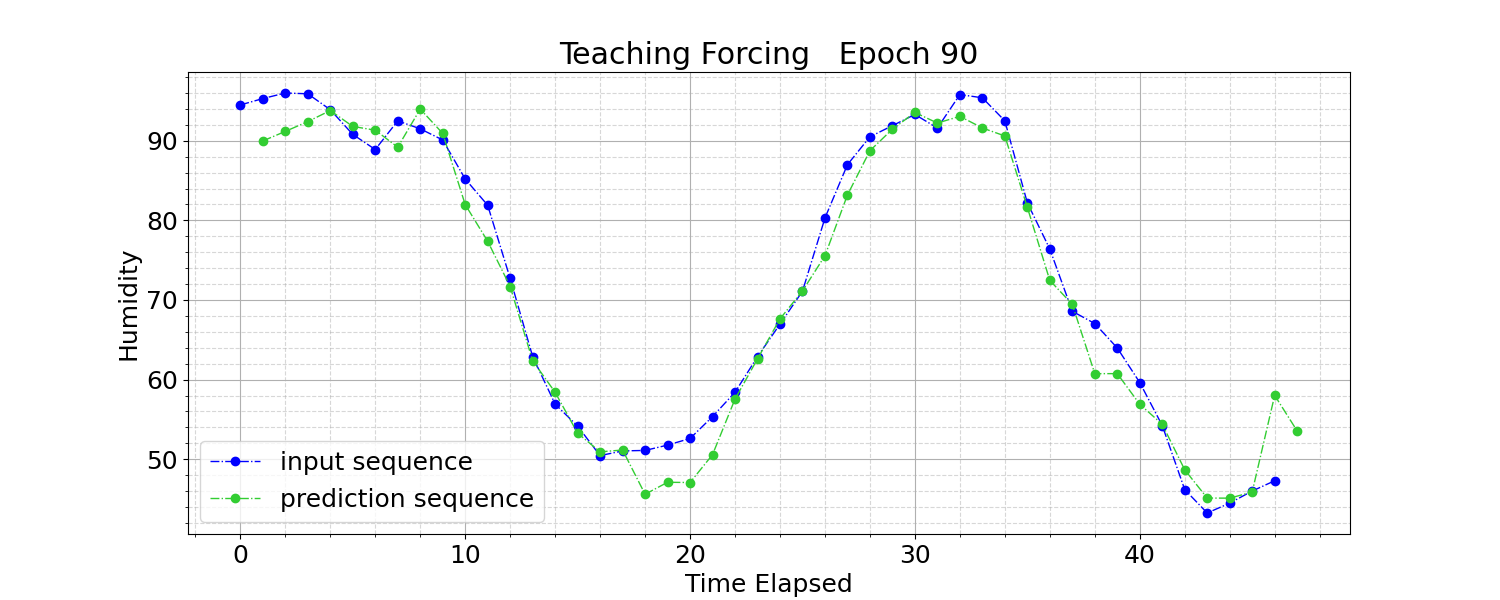 Teaching Forcing   Epoch 90
Humidity
90
80
70
60
50
input sequence
prediction sequence
0 10 20 30 40
Time Elapsed